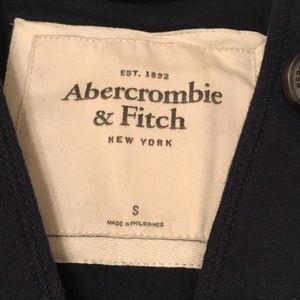 EST. 1892
Abercrombie
& Fitch
NEW YORK
S
MADE IN PHILIPPINES